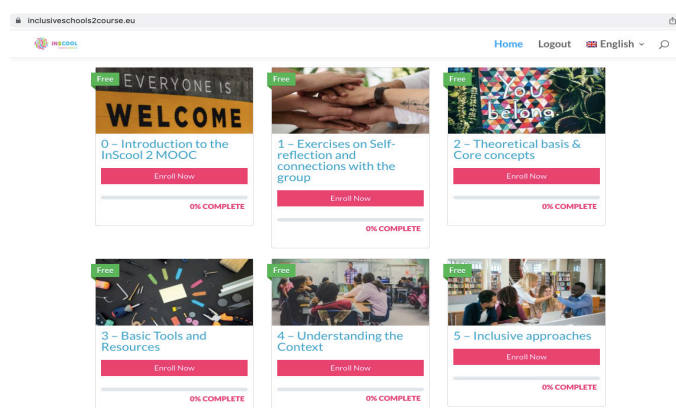 inclusiveschools2course.eu
INSCOOL
Home Logout English
Free
EVERYONE IS
WELCOME
0 – Introduction to the
InScool 2 MOOC
Enroll Now
0% COMPLETE
Free
1 – Exercises on Self-
reflection and
connections with the
group
Enroll Now
0% COMPLETE
Free
You
Belong.
2 – Theoretical basis &
Core concepts
Enroll Now
0% COMPLETE
Free
3 – Basic Tools and
Resources
Enroll Now
0% COMPLETE
Free
4 – Understanding the
Context
Enroll Now
0% COMPLETE
Free
5 – Inclusive approaches
Enroll Now
0% COMPLETE